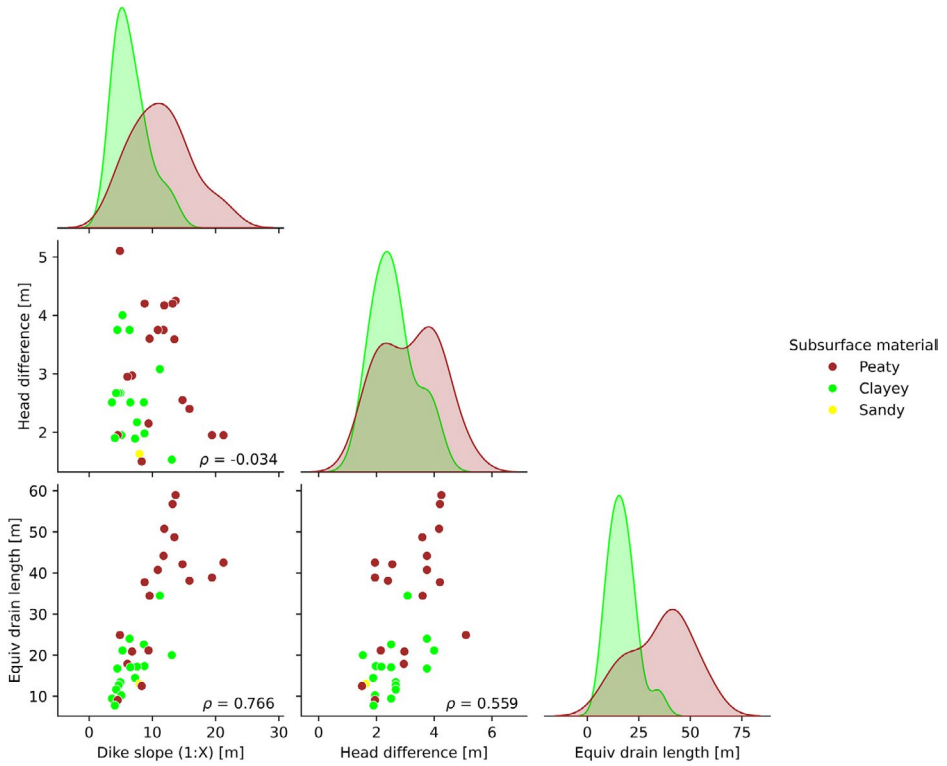 5
4
3
2
Head difference [m]
ρ = -0.034
Subsurface material
Peaty
Clayey
Sandy
60
50
40
30
20
10
Equiv drain length [m]
ρ = 0.766
ρ = 0.559
0 10 20 30
Dike slope (1:X) [m]
0 2 4 6
Head difference [m]
0 25 50 75
Equiv drain length [m]